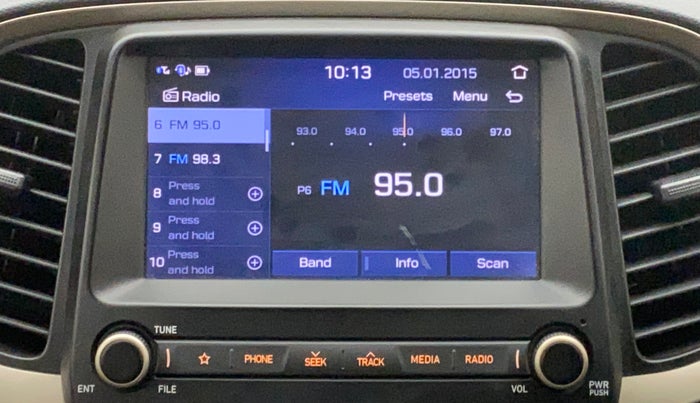 10:13 05.01.2015
Radio Presets Menu
6 FM 95.0
7 FM 98.3
8 Press and hold
9 Press and hold
10 Press and hold
93.0 94.0 95.0 96.0 97.0
P6 FM 95.0
Band Info Scan
TUNE
PHONE SEEK TRACK MEDIA RADIO
ENT FILE VOL PWR PUSH